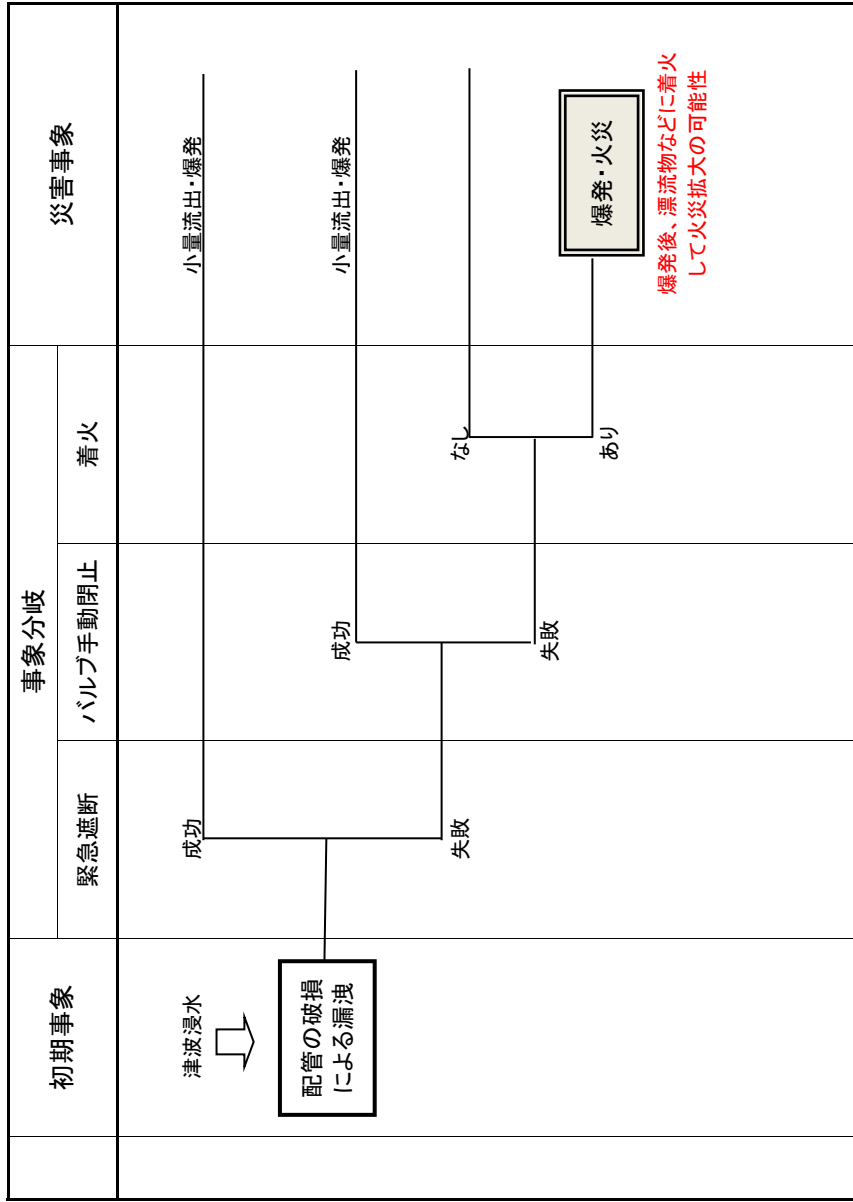 初期事象
事象分岐
災害事象
緊急遮断
バルブ手動閉止
着火
津波浸水
配管の破損
による漏洩
成功
小量流出・爆発
失敗
成功
小量流出・爆発
失敗
なし
あり
爆発・火災
爆発後、漂流物などに着火
して火災拡大の可能性